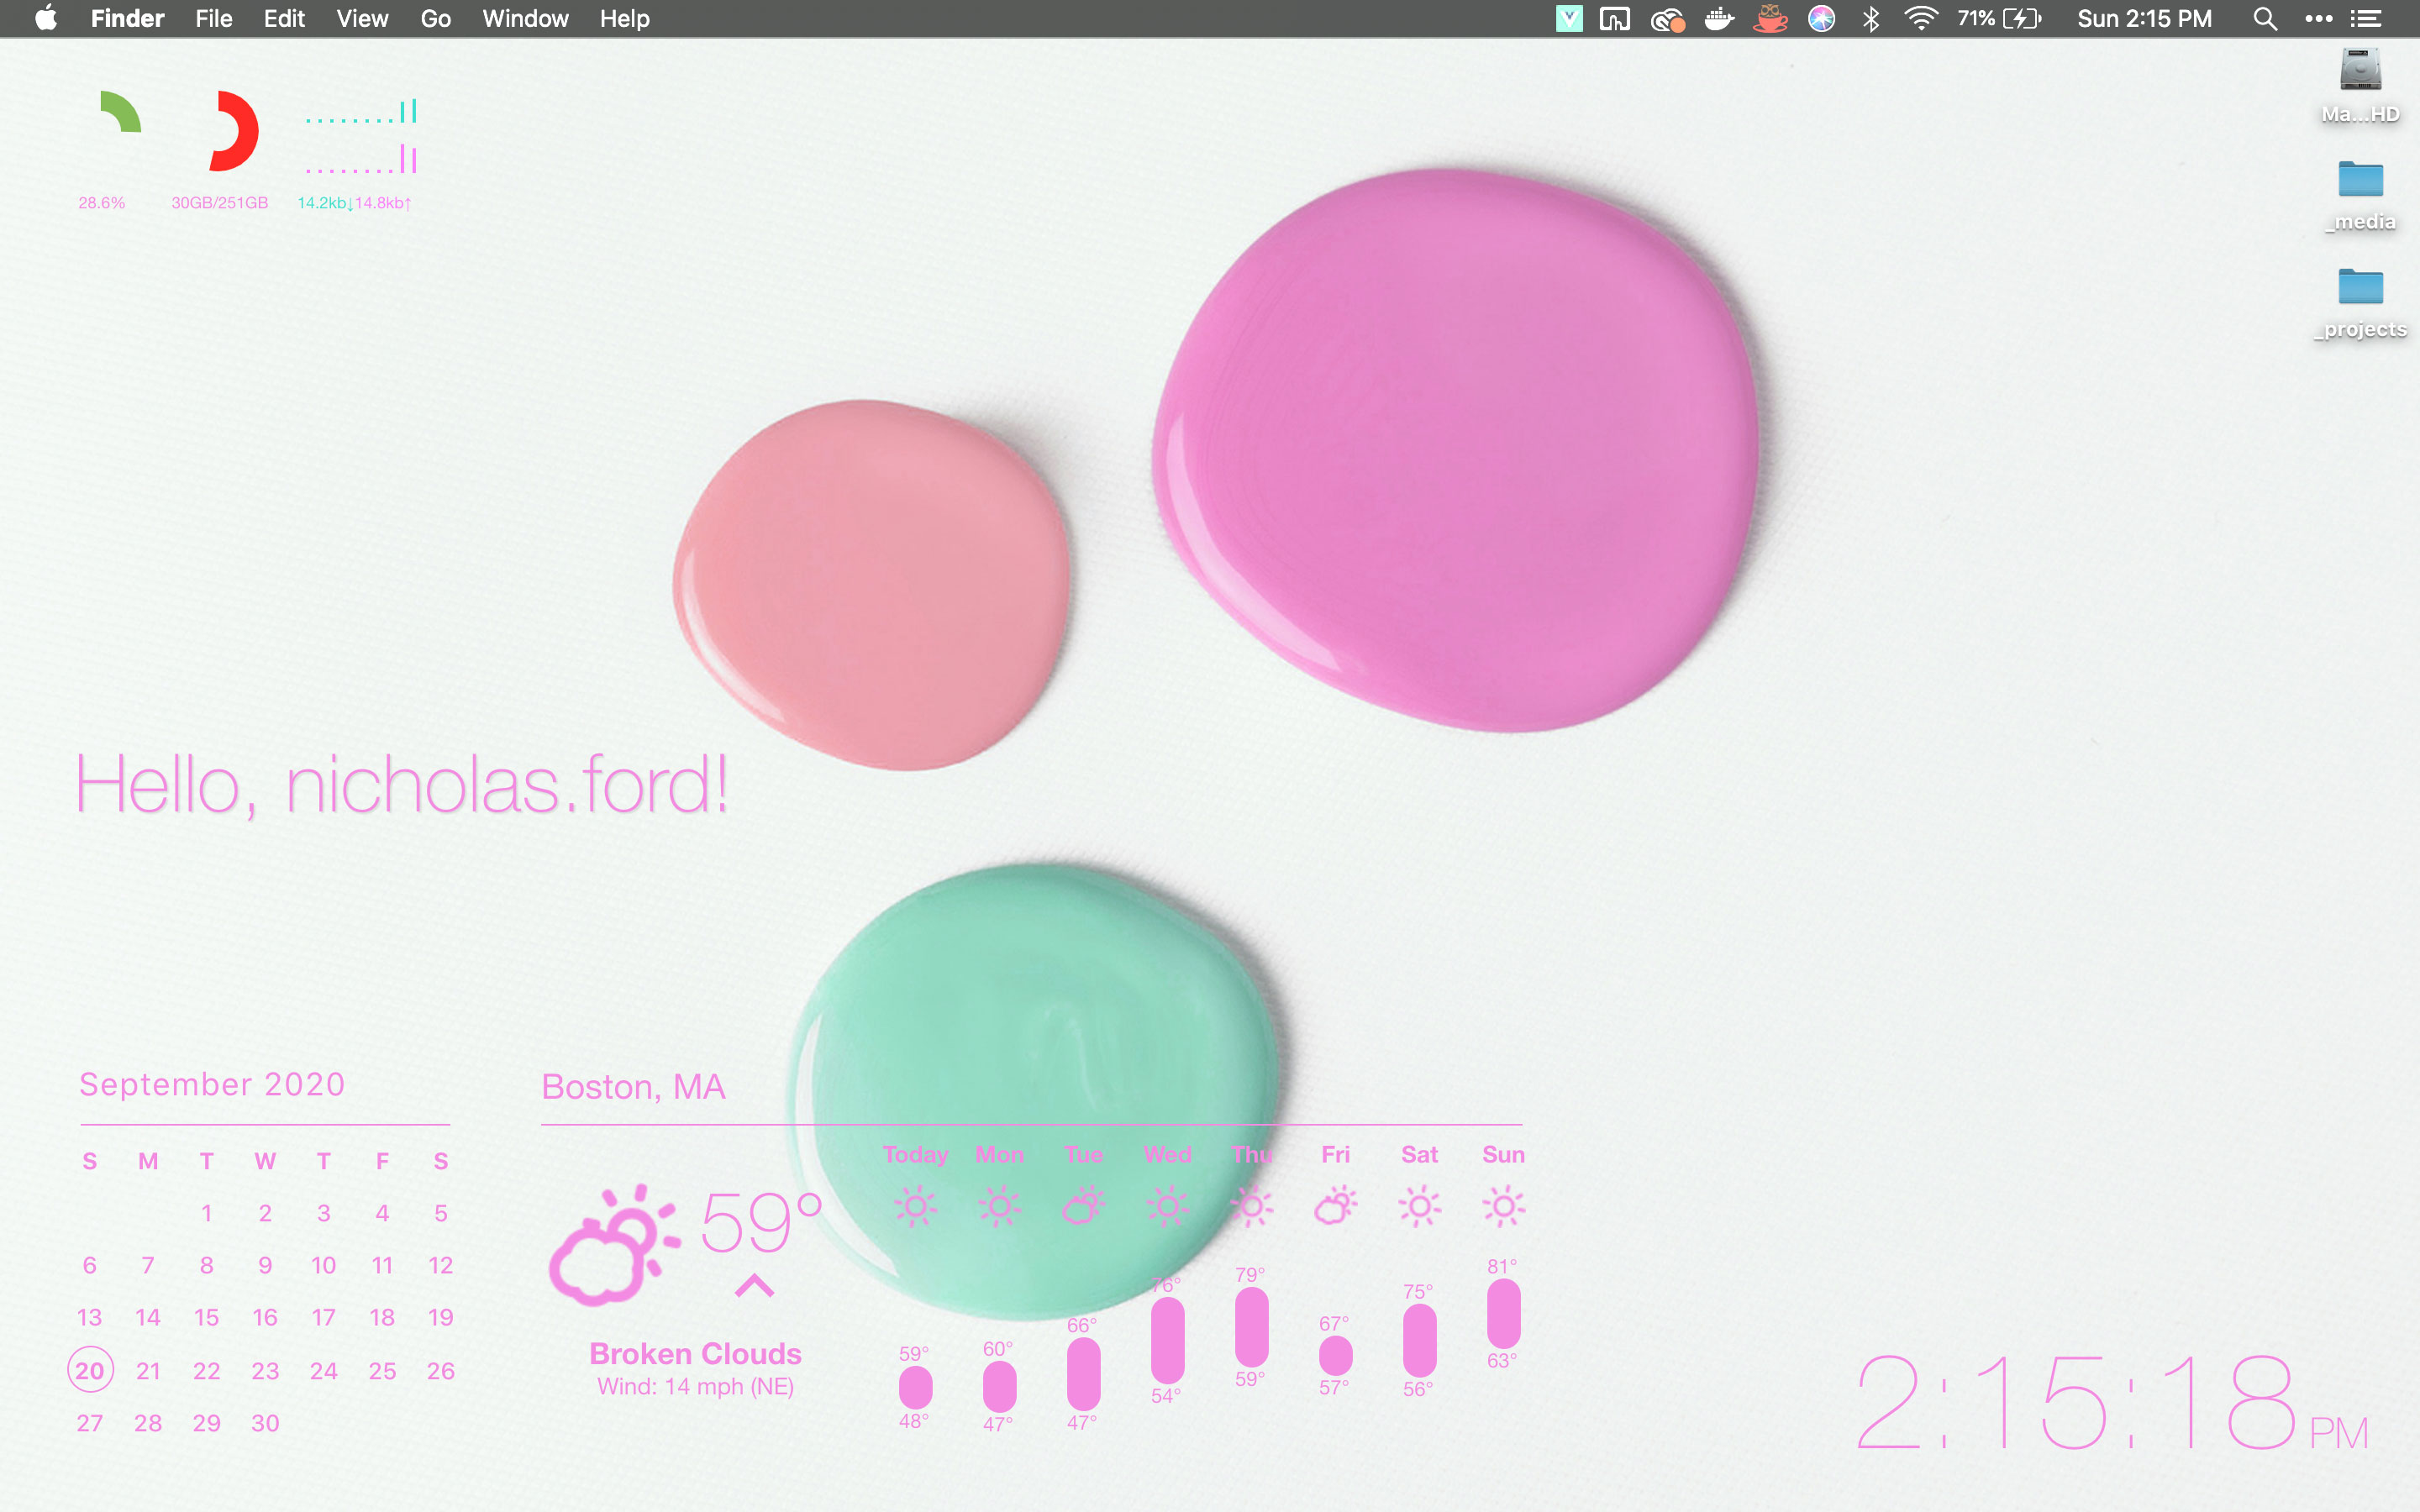 Finder File Edit View Go Window Help 71% Sun 2:15 PM
Ma...HD
_media
_projects
28.6% 30GB/251GB 14.2kb↓14.8kb↑
Hello, nicholas.ford!
September 2020
S M T W T F S
1 2 3 4 5
6 7 8 9 10 11 12
13 14 15 16 17 18 19
20 21 22 23 24 25 26
27 28 29 30
Boston, MA
59°
Broken Clouds
Wind: 14 mph (NE)
Today Mon Tue Wed Thu Fri Sat Sun
59° 60° 66° 76° 79° 67° 75° 81°
48° 47° 47° 54° 59° 57° 56° 63°
2:15:18 PM